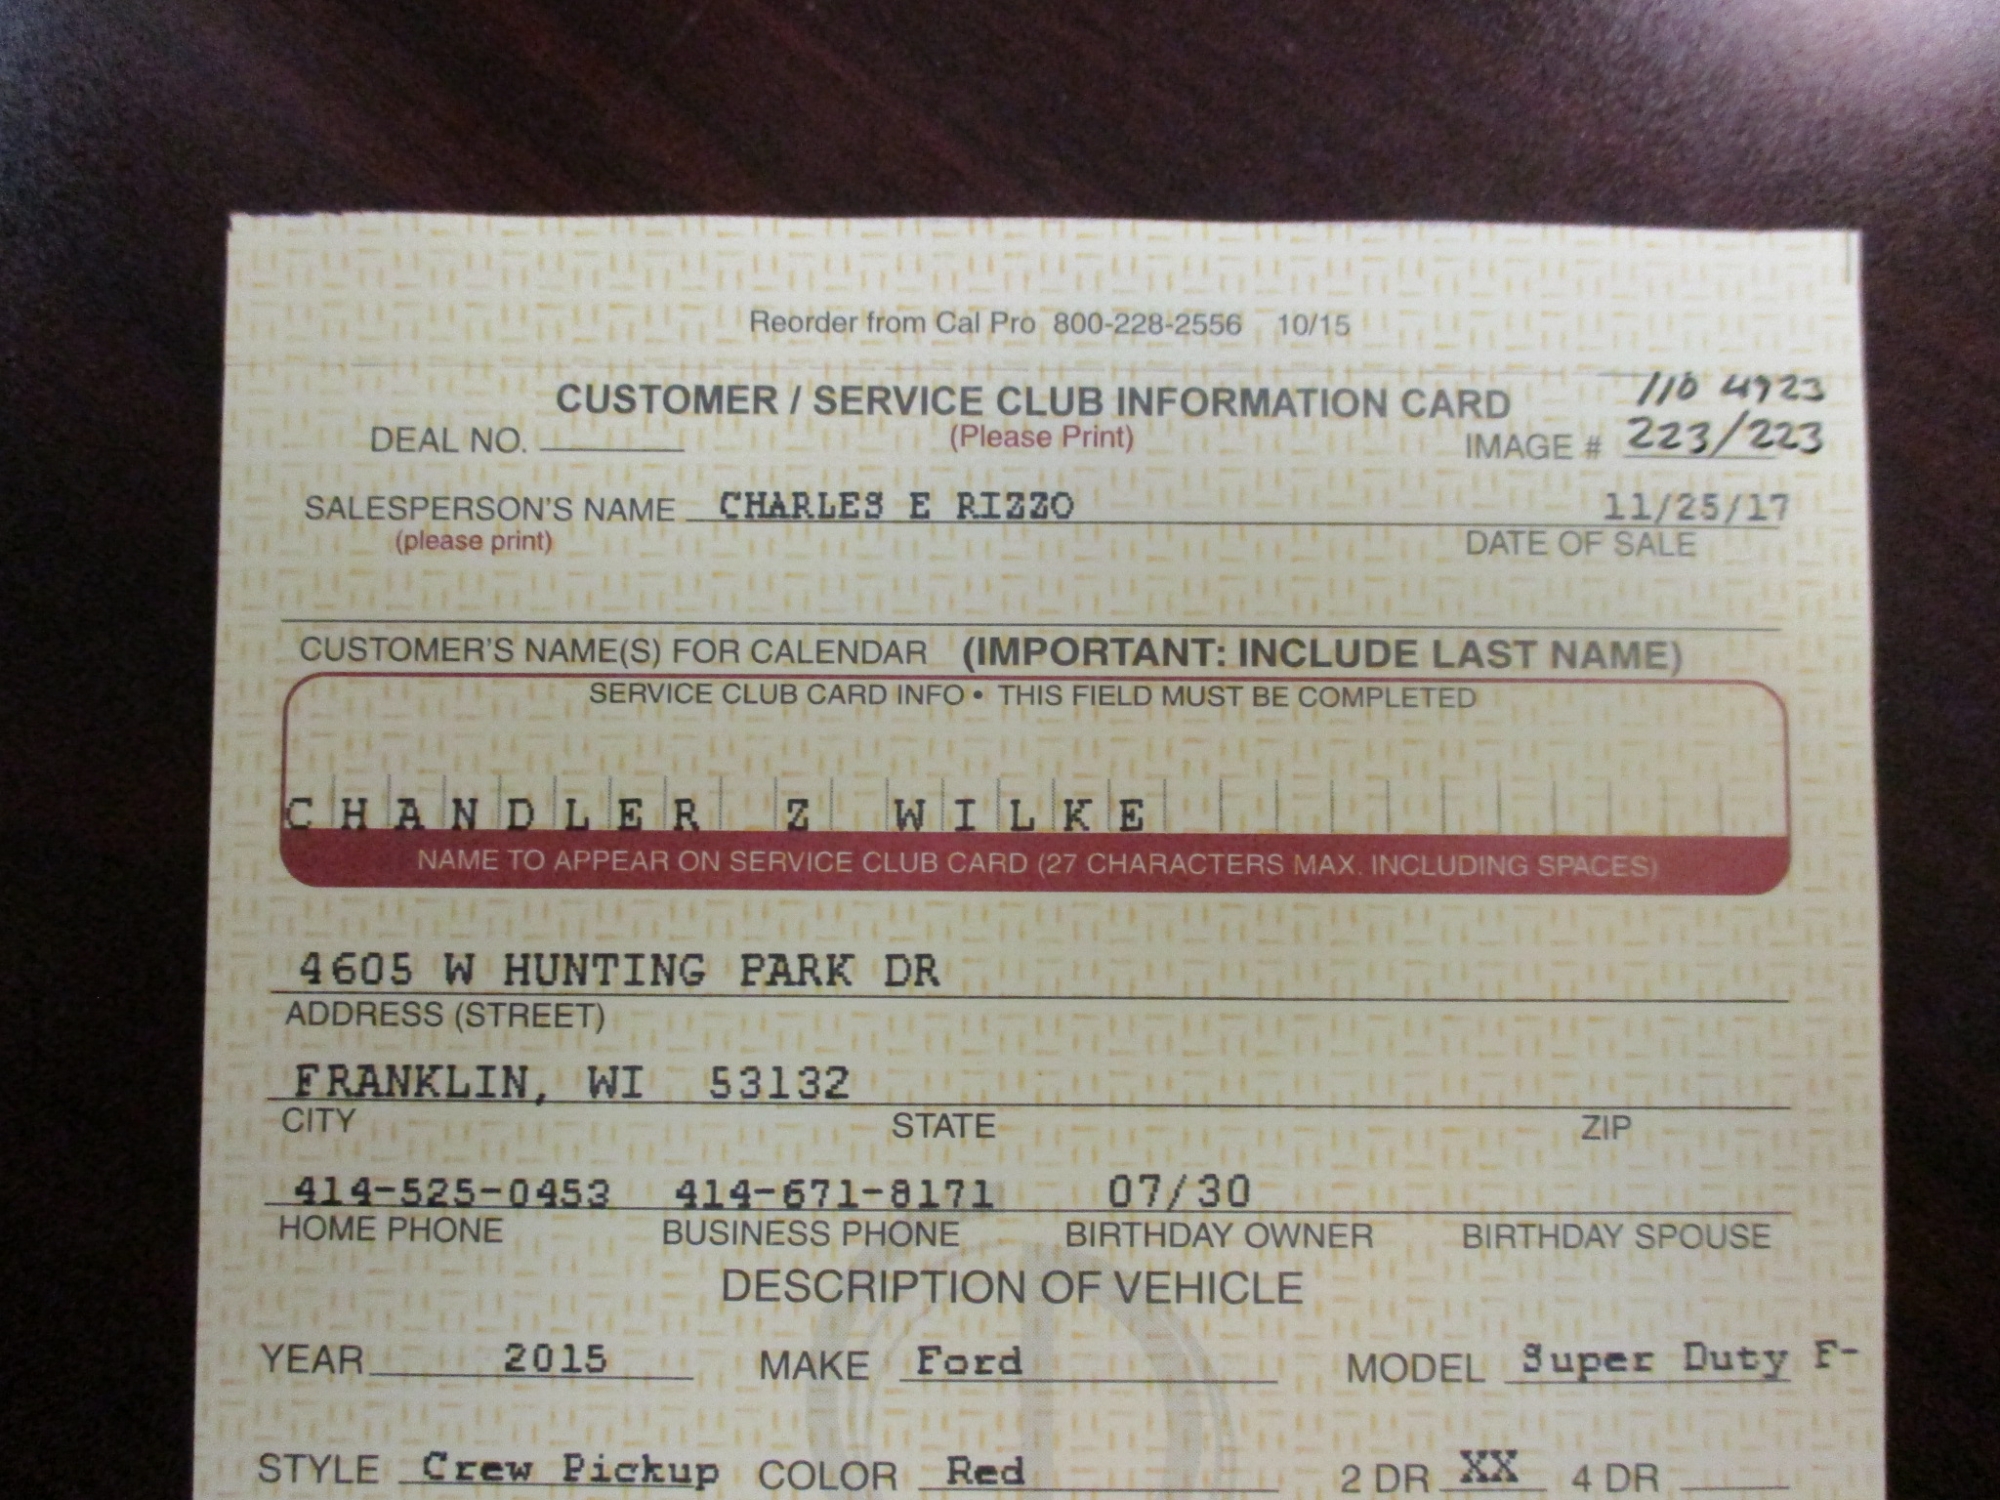 Reorder from Cal Pro 800-228-2556 10/15
110 4923
CUSTOMER / SERVICE CLUB INFORMATION CARD
DEAL NO. (Please Print) IMAGE # 223/223
SALESPERSON'S NAME CHARLES E RIZZO 11/25/17
(please print) DATE OF SALE
CUSTOMER'S NAME(S) FOR CALENDAR (IMPORTANT: INCLUDE LAST NAME)
SERVICE CLUB CARD INFO • THIS FIELD MUST BE COMPLETED
CHANDLER Z WILKE
NAME TO APPEAR ON SERVICE CLUB CARD (27 CHARACTERS MAX. INCLUDING SPACES)
4605 W HUNTING PARK DR
ADDRESS (STREET)
FRANKLIN, WI 53132
CITY STATE ZIP
414-525-0453 414-671-8171 07/30
HOME PHONE BUSINESS PHONE BIRTHDAY OWNER BIRTHDAY SPOUSE
DESCRIPTION OF VEHICLE
YEAR 2015 MAKE Ford MODEL Super Duty F-
STYLE Crew Pickup COLOR Red 2 DR XX 4 DR